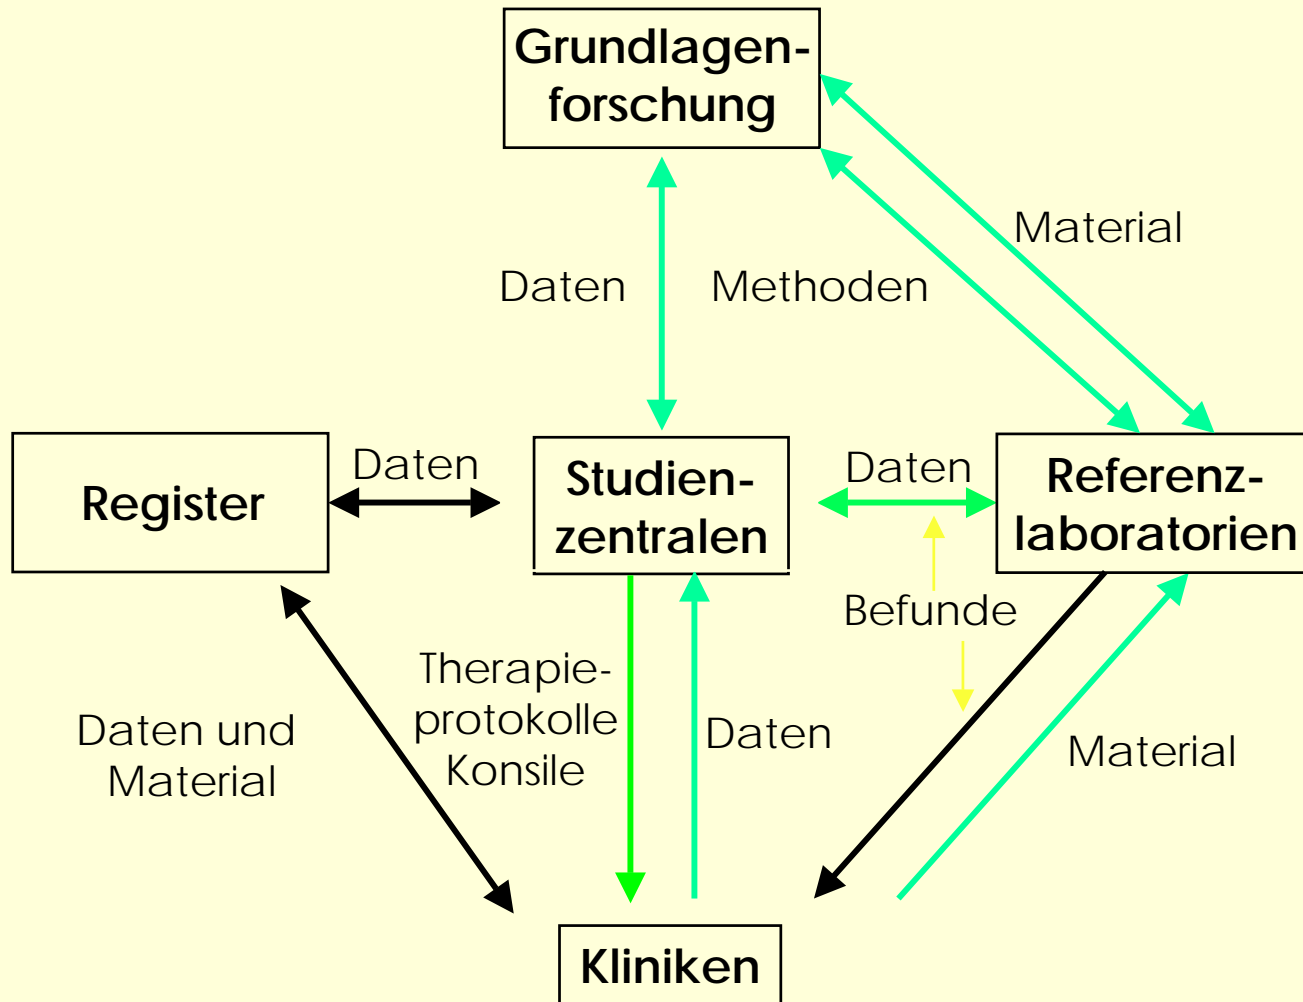 Grundlagen-
forschung
Material
Daten
Methoden
Daten
Daten
Register
Studien-
zentralen
Referenz-
laboratorien
Befunde
Therapie-
protokolle
Konsile
Daten
Daten und
Material
Material
Kliniken